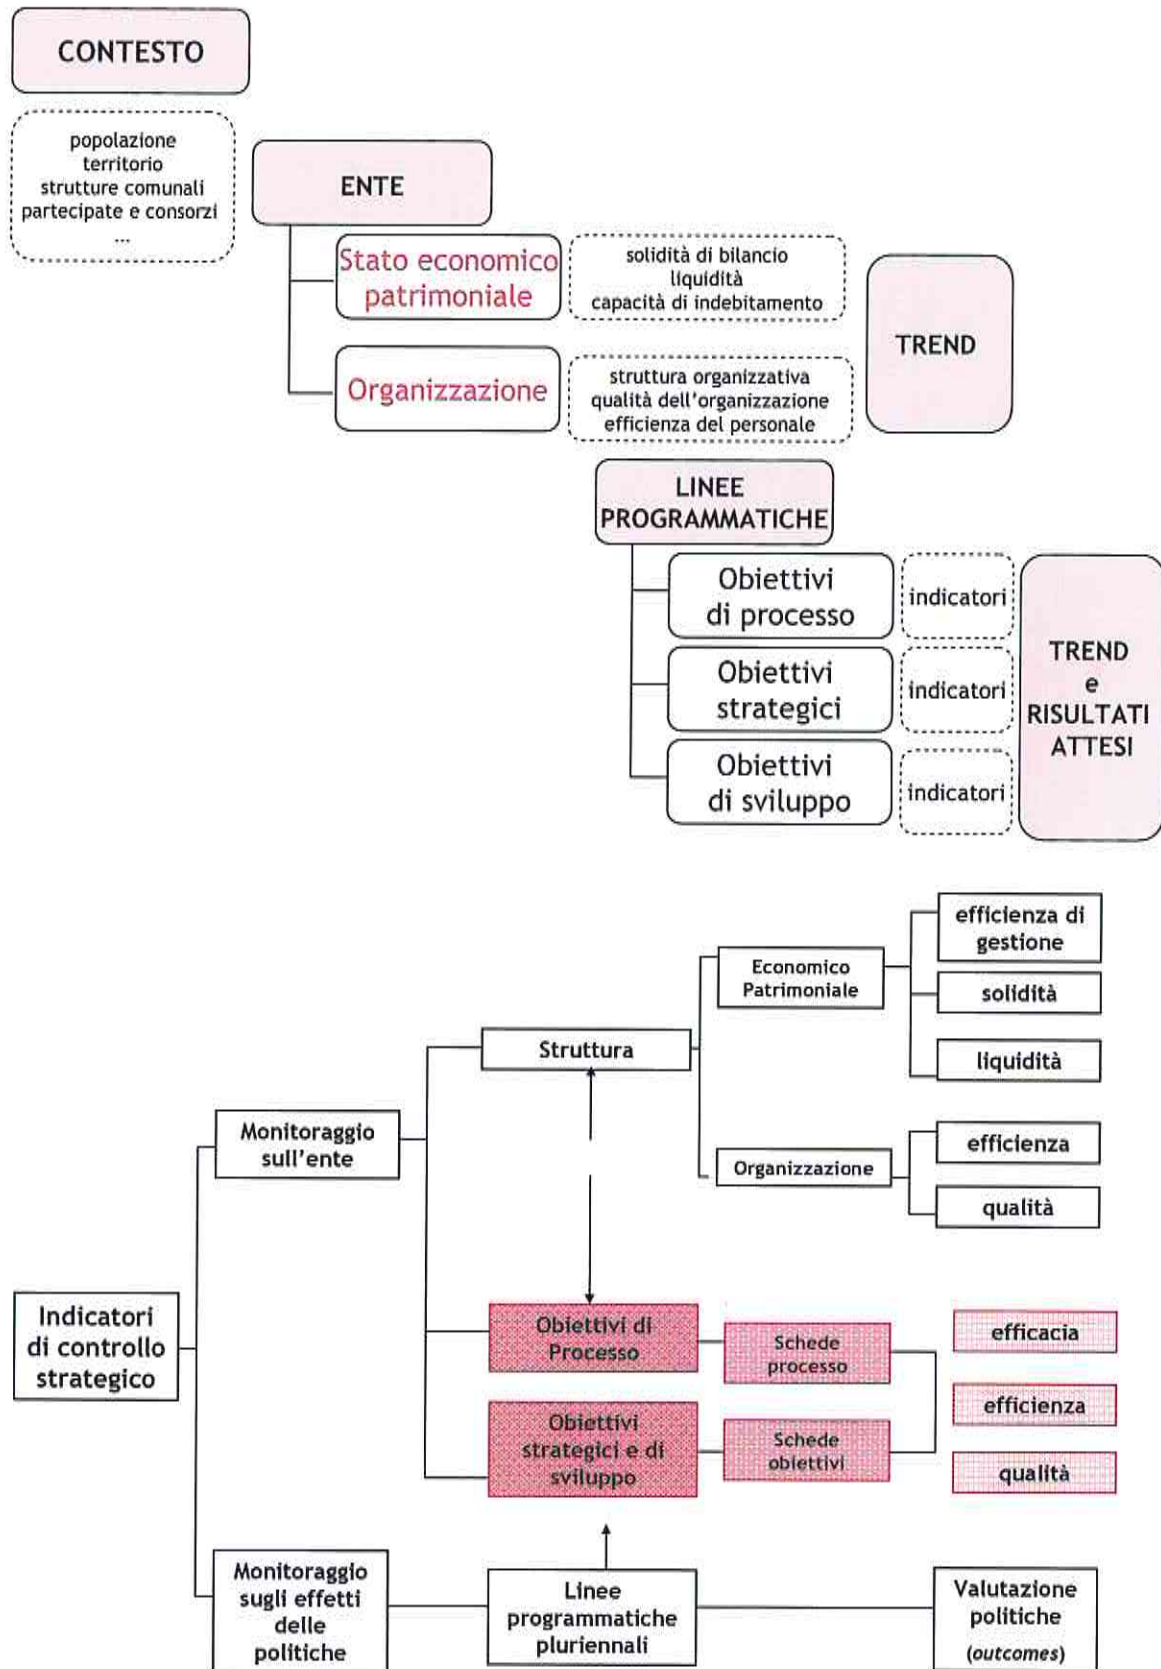 CONTESTO
popolazione
territorio
strutture comunali
partecipate e consorzi
...
ENTE
Stato economico
patrimoniale
solidità di bilancio
liquidità
capacità di indebitamento
Organizzazione
struttura organizzativa
qualità dell'organizzazione
efficienza del personale
TREND
LINEE
PROGRAMMATICHE
Obiettivi
di processo
indicatori
Obiettivi
strategici
indicatori
Obiettivi
di sviluppo
indicatori
TREND
e
RISULTATI
ATTESI
Indicatori
di controllo
strategico
Monitoraggio
sull'ente
Struttura
Economico
Patrimoniale
efficienza di
gestione
solidità
liquidità
Organizzazione
efficienza
qualità
Obiettivi di
Processo
Schede
processo
Obiettivi
strategici e di
sviluppo
Schede
obiettivi
efficacia
efficienza
qualità
Monitoraggio
sugli effetti
delle
politiche
Linee
programmatiche
pluriennali
Valutazione
politiche
(outcomes)